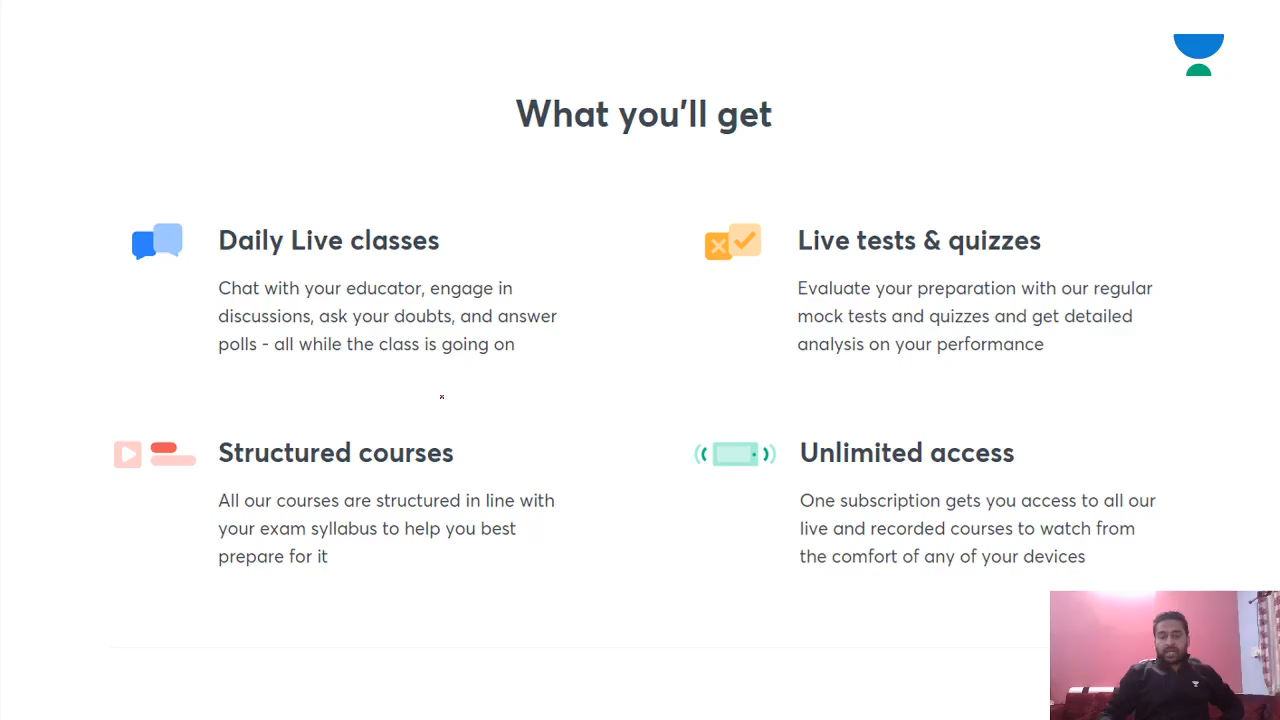 What you'll get
Daily Live classes
Chat with your educator, engage in
discussions, ask your doubts, and answer
polls - all while the class is going on
Live tests & quizzes
Evaluate your preparation with our regular
mock tests and quizzes and get detailed
analysis on your performance
Structured courses
All our courses are structured in line with
your exam syllabus to help you best
prepare for it
Unlimited access
One subscription gets you access to all our
live and recorded courses to watch from
the comfort of any of your devices